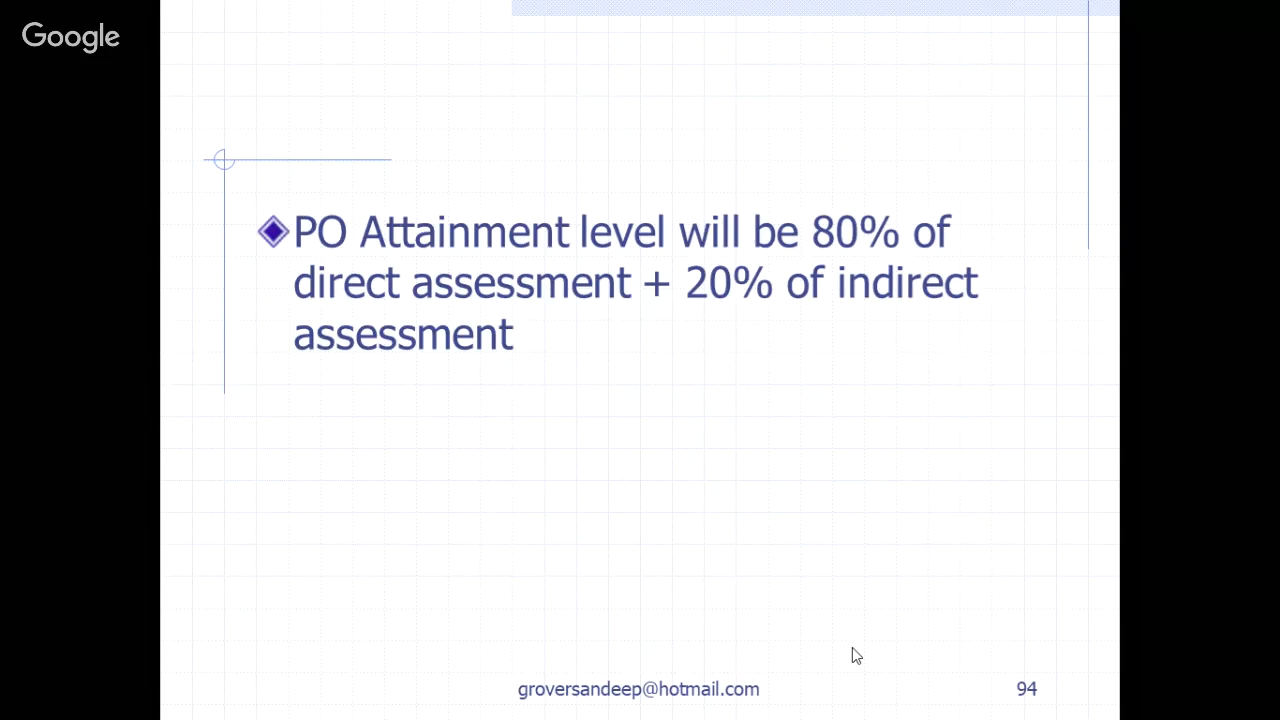 Google
PO Attainment level will be 80% of
direct assessment + 20% of indirect
assessment
groversandeep@hotmail.com
94